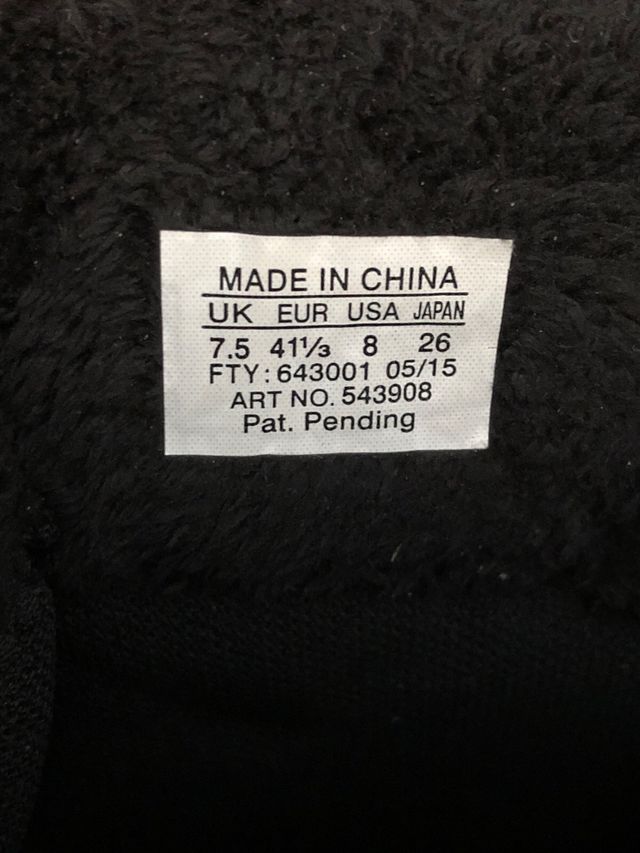 MADE IN CHINA
UK EUR USA JAPAN
7.5 41⅓ 8 26
FTY: 643001 05/15
ART NO. 543908
Pat. Pending